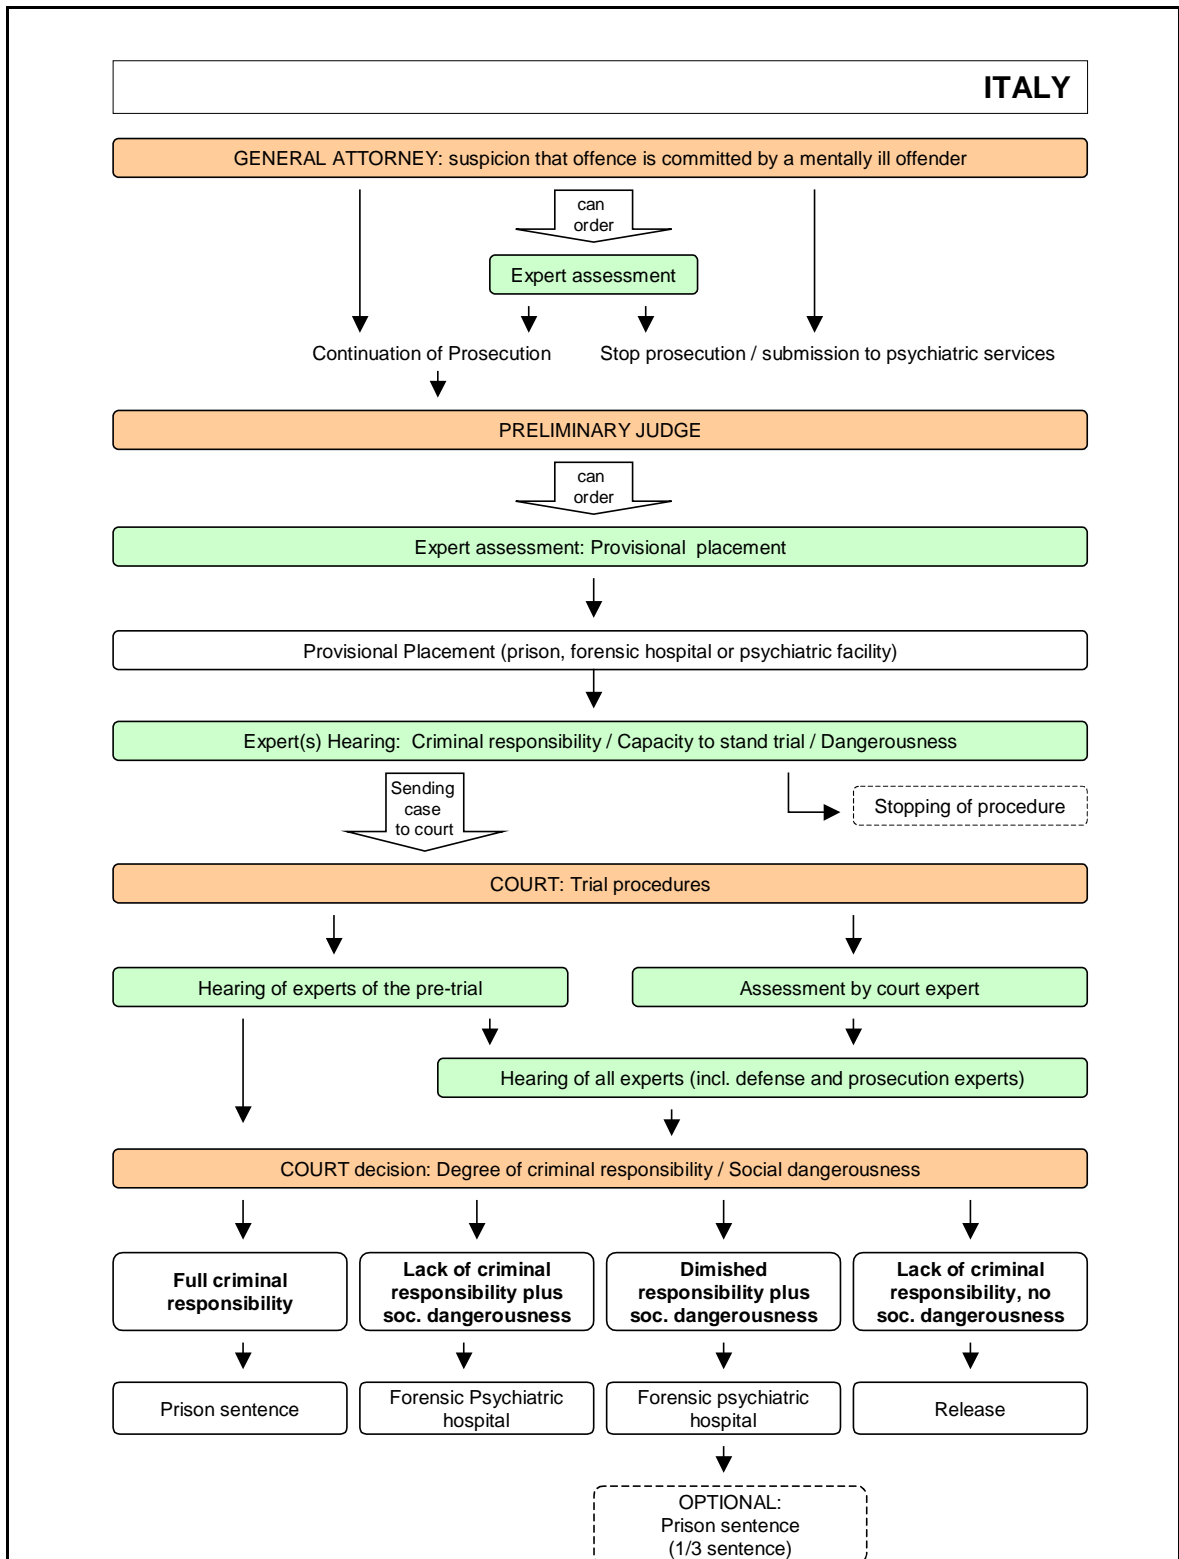 ITALY
GENERAL ATTORNEY: suspicion that offence is committed by a mentally ill offender
can
order
Expert assessment
Continuation of Prosecution
Stop prosecution / submission to psychiatric services
PRELIMINARY JUDGE
can
order
Expert assessment: Provisional placement
Provisional Placement (prison, forensic hospital or psychiatric facility)
Expert(s) Hearing: Criminal responsibility / Capacity to stand trial / Dangerousness
Sending
case
to court
Stopping of procedure
COURT: Trial procedures
Hearing of experts of the pre-trial
Assessment by court expert
Hearing of all experts (incl. defense and prosecution experts)
COURT decision: Degree of criminal responsibility / Social dangerousness
Full criminal
responsibility
Lack of criminal
responsibility plus
soc. dangerousness
Dimished
responsibility plus
soc. dangerousness
Lack of criminal
responsibility, no
soc. dangerousness
Prison sentence
Forensic Psychiatric
hospital
Forensic psychiatric
hospital
Release
OPTIONAL:
Prison sentence
(1/3 sentence)